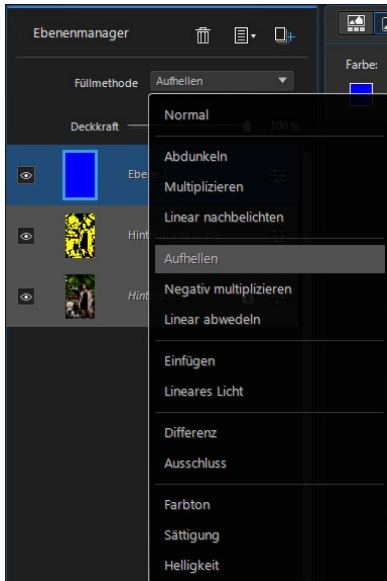 Ebenenmanager
Farbe:
Füllmethode Aufhellen
Deckkraft 100 %
Normal
Abdunkeln
Multiplizieren
Linear nachbelichten
Aufhellen
Negativ multiplizieren
Linear abwedeln
Einfügen
Lineares Licht
Differenz
Ausschluss
Farbton
Sättigung
Helligkeit